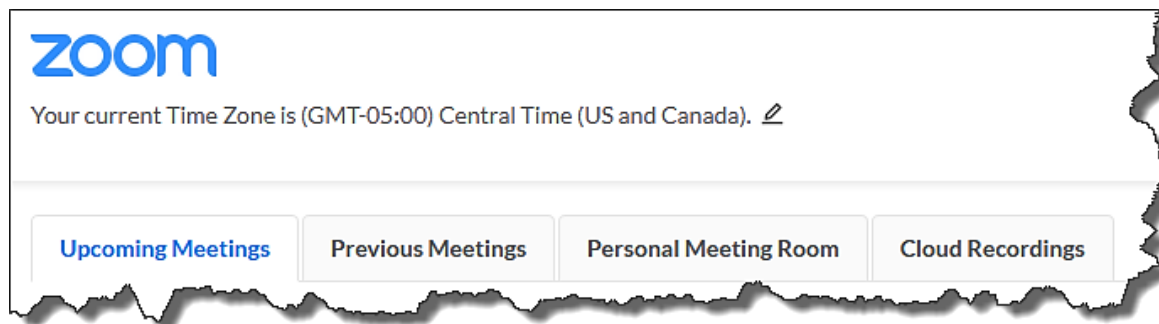 zoom
Your current Time Zone is (GMT-05:00) Central Time (US and Canada).
Upcoming Meetings Previous Meetings Personal Meeting Room Cloud Recordings